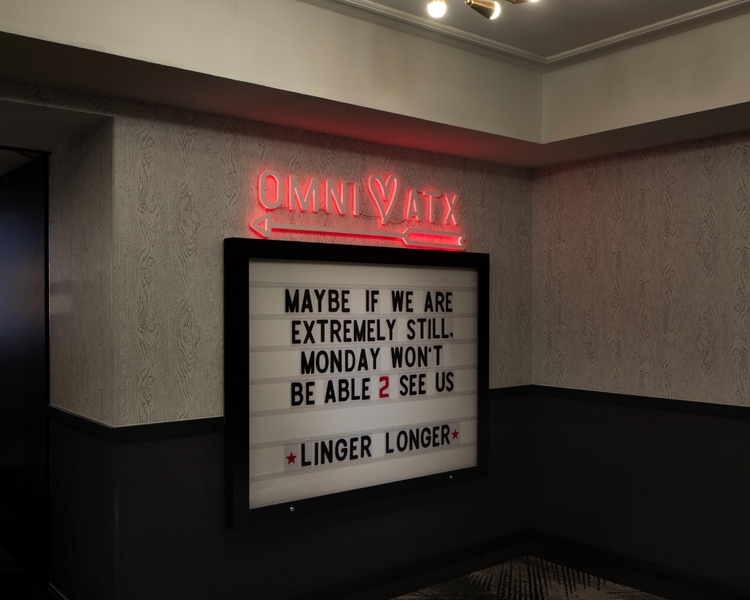 OMNI ATX
MAYBE IF WE ARE
EXTREMELY STILL.
MONDAY WON'T
BE ABLE 2 SEE US
★LINGER LONGER★